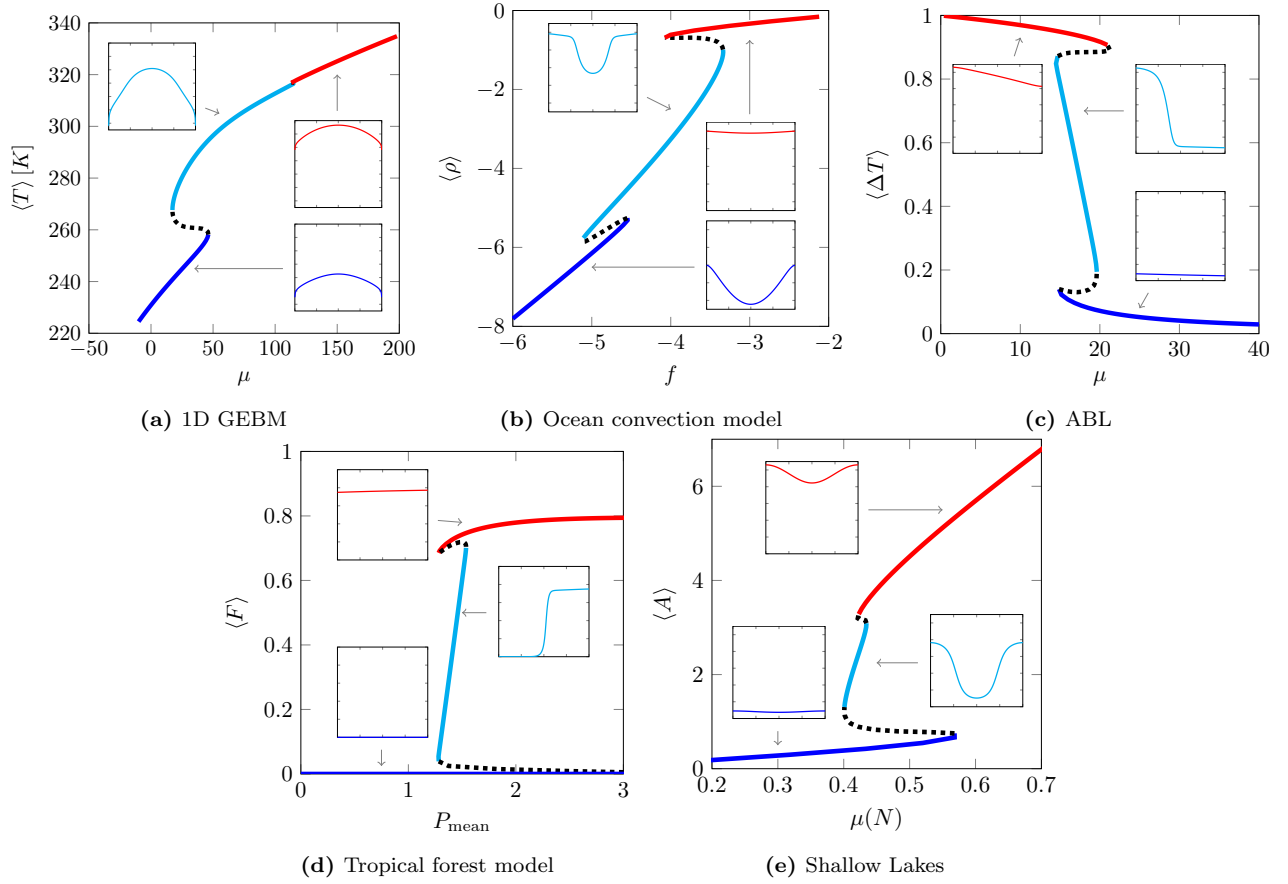 340
320
300
280
260
240
220
⟨T⟩ [K]
−50 0 50 100 150 200
μ
(a) 1D GEBM
0
−2
−4
−6
−8
⟨ρ⟩
−6 −5 −4 −3 −2
f
(b) Ocean convection model
1
0.8
0.6
0.4
0.2
0
⟨ΔT⟩
0 10 20 30 40
μ
(c) ABL
1
0.8
0.6
0.4
0.2
0
⟨F⟩
0 1 2 3
P_mean
(d) Tropical forest model
6
4
2
0
⟨A⟩
0.2 0.3 0.4 0.5 0.6 0.7
μ(N)
(e) Shallow Lakes